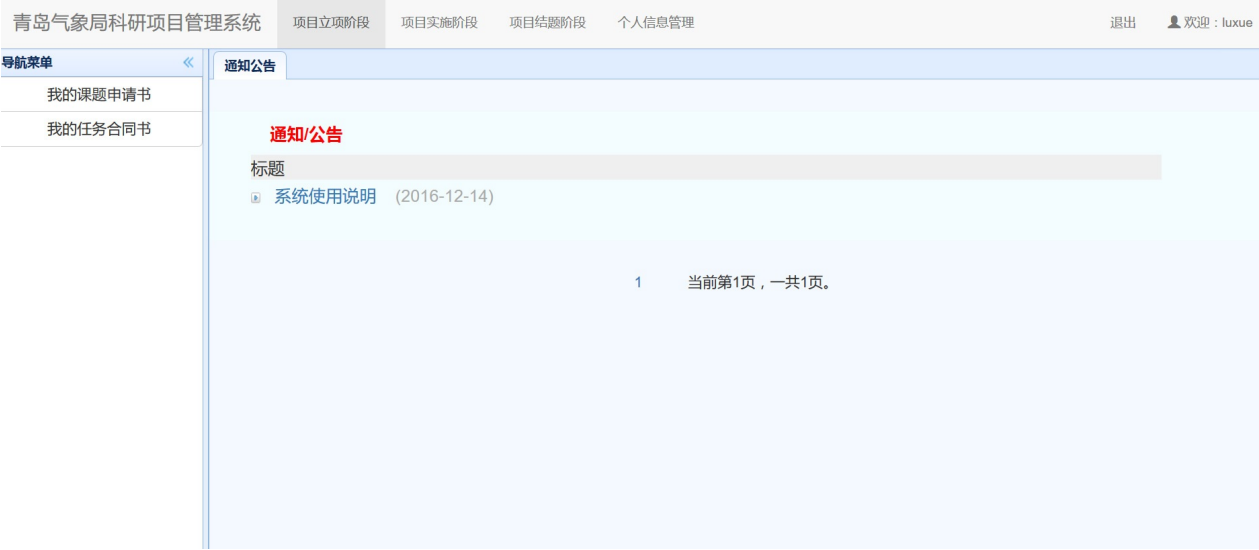 青岛气象局科研项目管理系统 项目立项阶段 项目实施阶段 项目结题阶段 个人信息管理 退出 欢迎：luxue
导航菜单 通知公告
我的课题申请书
我的任务合同书
通知/公告
标题
系统使用说明 (2016-12-14)
1 当前第1页，一共1页。